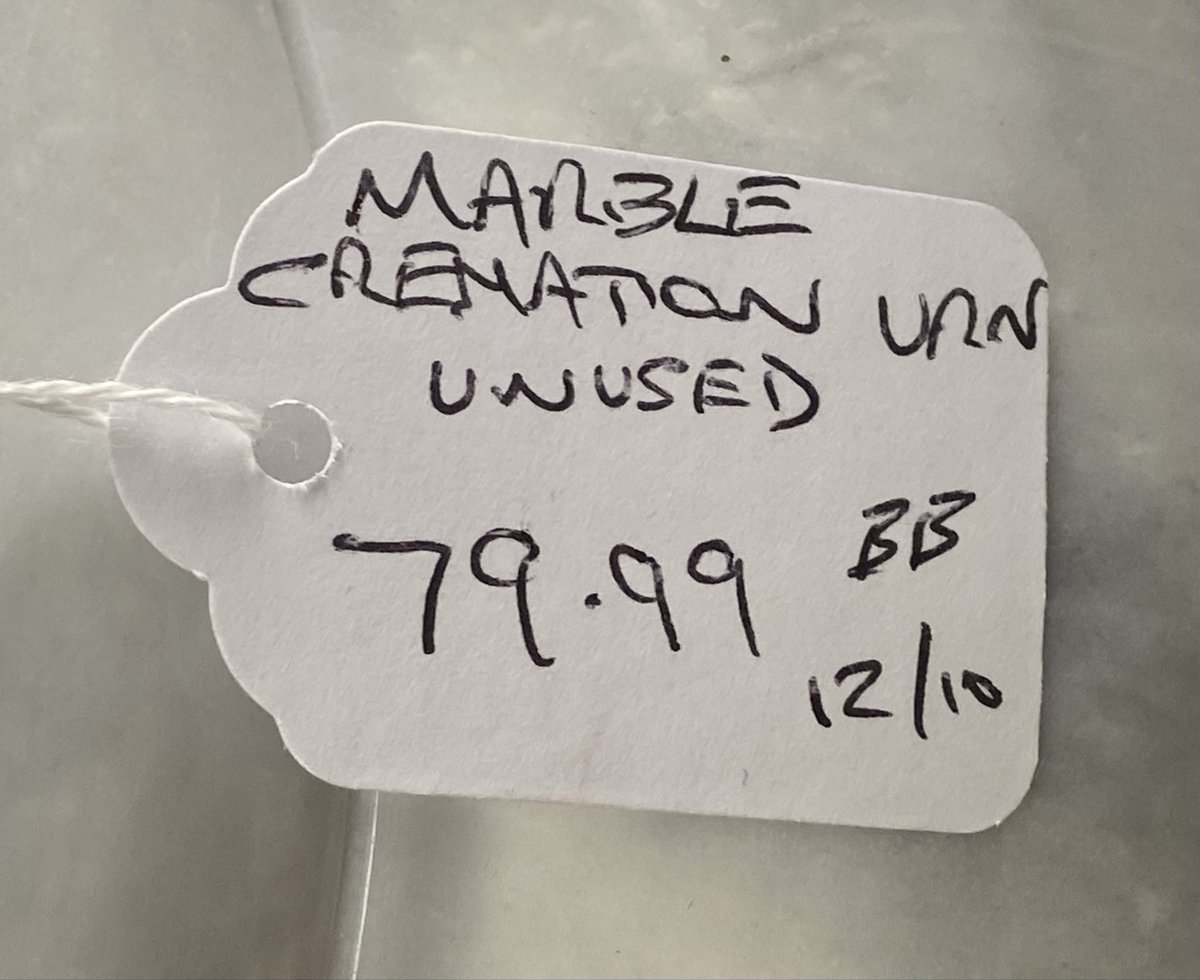 MARBLE
CREMATION URN
UNUSED
79.99 BB
12/10